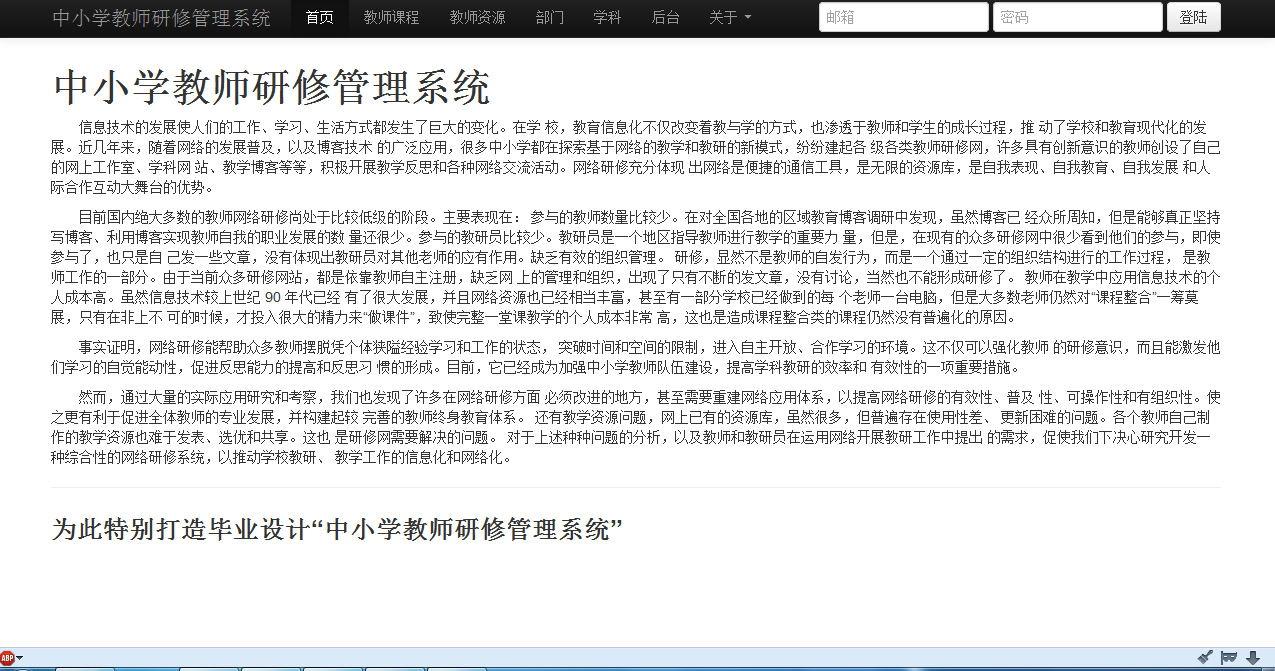 中小学教师研修管理系统 首页 教师课程 教师资源 部门 学科 后台 关于 邮箱 密码 登陆
中小学教师研修管理系统
信息技术的发展使人们的工作、学习、生活方式都发生了巨大的变化。在学 校，教育信息化不仅改变着教与学的方式，也渗透于教师和学生的成长过程，推 动了学校和教育现代化的发
展。近几年来，随着网络的发展普及，以及博客技术 的广泛应用，很多中小学都在探索基于网络的教学和教研的新模式，纷纷建起各 级各类教师研修网，许多具有创新意识的教师创设了自己
的网上工作室、学科网 站、教学博客等等，积极开展教学反思和各种网络交流活动。网络研修充分体现 出网络是便捷的通信工具，是无限的资源库，是自我表现、自我教育、自我发展 和人
际合作互动大舞台的优势。
目前国内绝大多数的教师网络研修尚处于比较低级的阶段。主要表现在： 参与的教师数量比较少。在对全国各地的区域教育博客调研中发现，虽然博客已 经众所周知，但是能够真正坚持
写博客、利用博客实现教师自我的职业发展的数 量还很少。参与的教研员比较少。教研员是一个地区指导教师进行教学的重要力 量，但是，在现有的众多研修网中很少看到他们的参与，即使
参与了，也只是自 己发一些文章，没有体现出教研员对其他老师的应有作用。缺乏有效的组织管理。 研修，显然不是教师的自发行为，而是一个通过一定的组织结构进行的工作过程， 是教
师工作的一部分。由于当前众多研修网站，都是依靠教师自主注册，缺乏网 上的管理和组织，出现了只有不断的发文章，没有讨论，当然也不能形成研修了。 教师在教学中应用信息技术的个
人成本高。虽然信息技术较上世纪 90 年代已经 有了很大发展，并且网络资源也已经相当丰富，甚至有一部分学校已经做到的每 个老师一台电脑，但是大多数老师仍然对“课程整合”一筹莫
展，只有在非上不 可的时候，才投入很大的精力来“做课件”，致使完整一堂课教学的个人成本非常 高，这也是造成课程整合类的课程仍然没有普遍化的原因。
事实证明，网络研修能帮助众多教师摆脱凭个体狭隘经验学习和工作的状态， 突破时间和空间的限制，进入自主开放、合作学习的环境。这不仅可以强化教师 的研修意识，而且能激发他
们学习的自觉能动性，促进反思能力的提高和反思习 惯的形成。目前，它已经成为加强中小学教师队伍建设，提高学科教研的效率和 有效性的一项重要措施。
然而，通过大量的实际应用研究和考察，我们也发现了许多在网络研修方面 必须改进的地方，甚至需要重建网络应用体系，以提高网络研修的有效性、普及 性、可操作性和有组织性。使
之更有利于促进全体教师的专业发展，并构建起较 完善的教师终身教育体系。 还有教学资源问题，网上已有的资源库，虽然很多，但普遍存在使用性差、 更新困难的问题。各个教师自己制
作的教学资源也难于发表、选优和共享。这也 是研修网需要解决的问题。 对于上述种种问题的分析，以及教师和教研员在运用网络开展教研工作中提出 的需求，促使我们下决心研究开发一
种综合性的网络研修系统，以推动学校教研、 教学工作的信息化和网络化。
为此特别打造毕业设计“中小学教师研修管理系统”
ABP